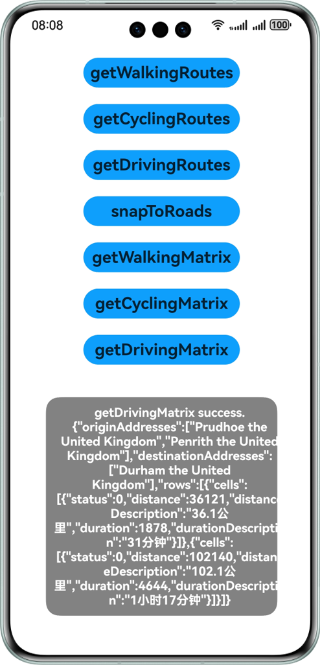 08:08
100
getWalkingRoutes
getCyclingRoutes
getDrivingRoutes
snapToRoads
getWalkingMatrix
getCyclingMatrix
getDrivingMatrix
getDrivingMatrix success.
{"originAddresses":["Prudhoe the
United Kingdom","Penrith the United
Kingdom"],"destinationAddresses":
["Durham the United
Kingdom"],"rows":[{"cells":
[{"status":0,"distance":36121,"distanc
Description":"36.1公
里","duration":1878,"durationDescripti
n":"31分钟"}]},{"cells":
[{"status":0,"distance":102140,"distan
eDescription":"102.1公
里","duration":4644,"durationDescripti
n":"1小时17分钟"}]}]}